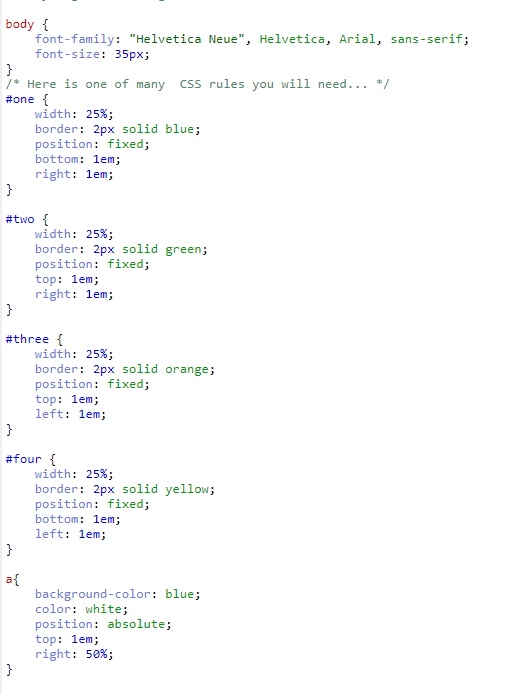 body {
    font-family: "Helvetica Neue", Helvetica, Arial, sans-serif;
    font-size: 35px;
}
/* Here is one of many  CSS rules you will need... */
#one {
    width: 25%;
    border: 2px solid blue;
    position: fixed;
    bottom: 1em;
    right: 1em;
}

#two {
    width: 25%;
    border: 2px solid green;
    position: fixed;
    top: 1em;
    right: 1em;
}

#three {
    width: 25%;
    border: 2px solid orange;
    position: fixed;
    top: 1em;
    left: 1em;
}

#four {
    width: 25%;
    border: 2px solid yellow;
    position: fixed;
    bottom: 1em;
    left: 1em;
}

a{
    background-color: blue;
    color: white;
    position: absolute;
    top: 1em;
    right: 50%;
}